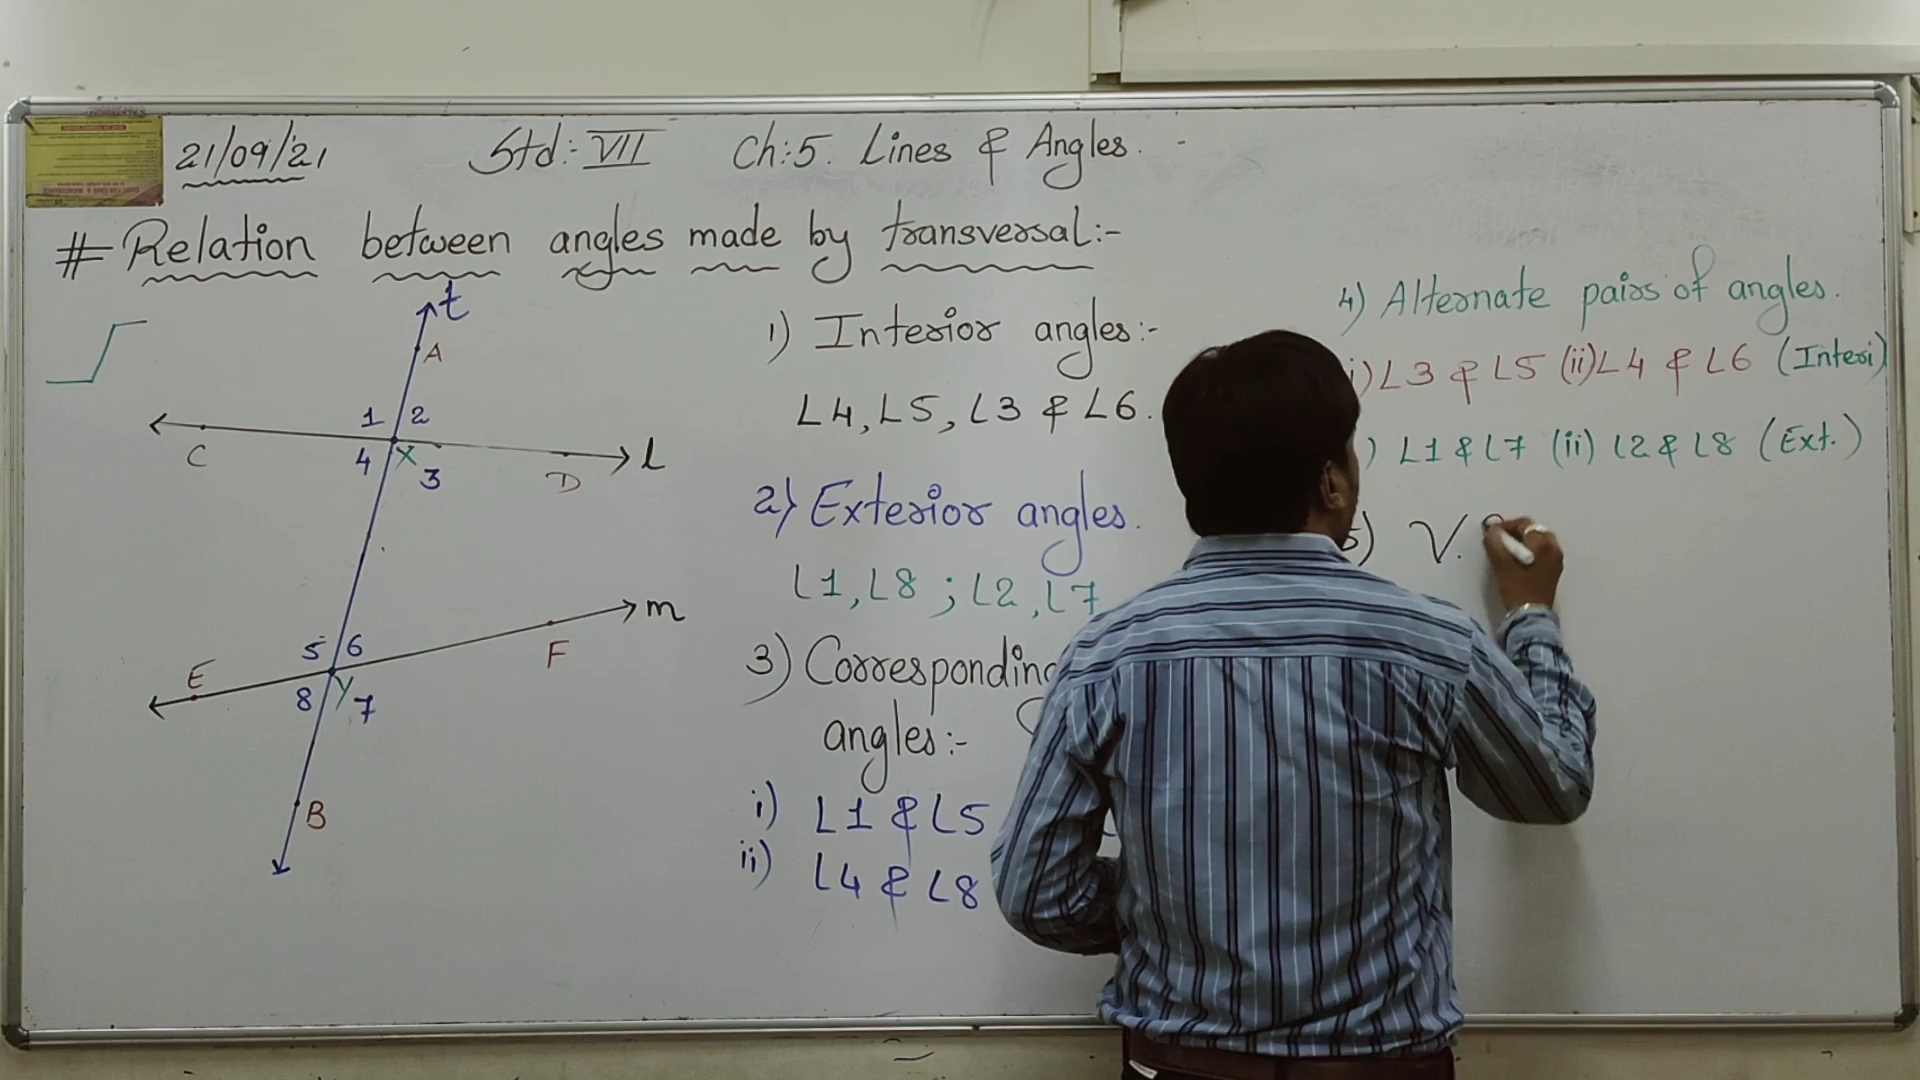 21/09/21 Std:- VII Ch:5. Lines & Angles.
# Relation between angles made by transversal:-
t
A
1 2
C 4 X 3 D l
5 6 F m
E 8 Y 7
B
1) Interior angles:-
∠4, ∠5, ∠3 & ∠6.
2) Exterior angles.
∠1, ∠8 ; ∠2, ∠7
3) Corresponding
angles:-
i) ∠1 & ∠5
ii) ∠4 & ∠8
4) Alternate pairs of angles.
i) ∠3 & ∠5 (ii) ∠4 & ∠6 (Interi)
) ∠1 & ∠7 (ii) ∠2 & ∠8 (Ext.)
5) V.